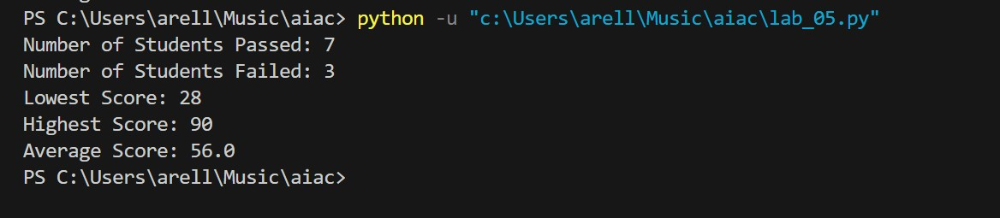 PS C:\Users\arell\Music\aiac> python -u "c:\Users\arell\Music\aiac\lab_05.py"
Number of Students Passed: 7
Number of Students Failed: 3
Lowest Score: 28
Highest Score: 90
Average Score: 56.0
PS C:\Users\arell\Music\aiac>